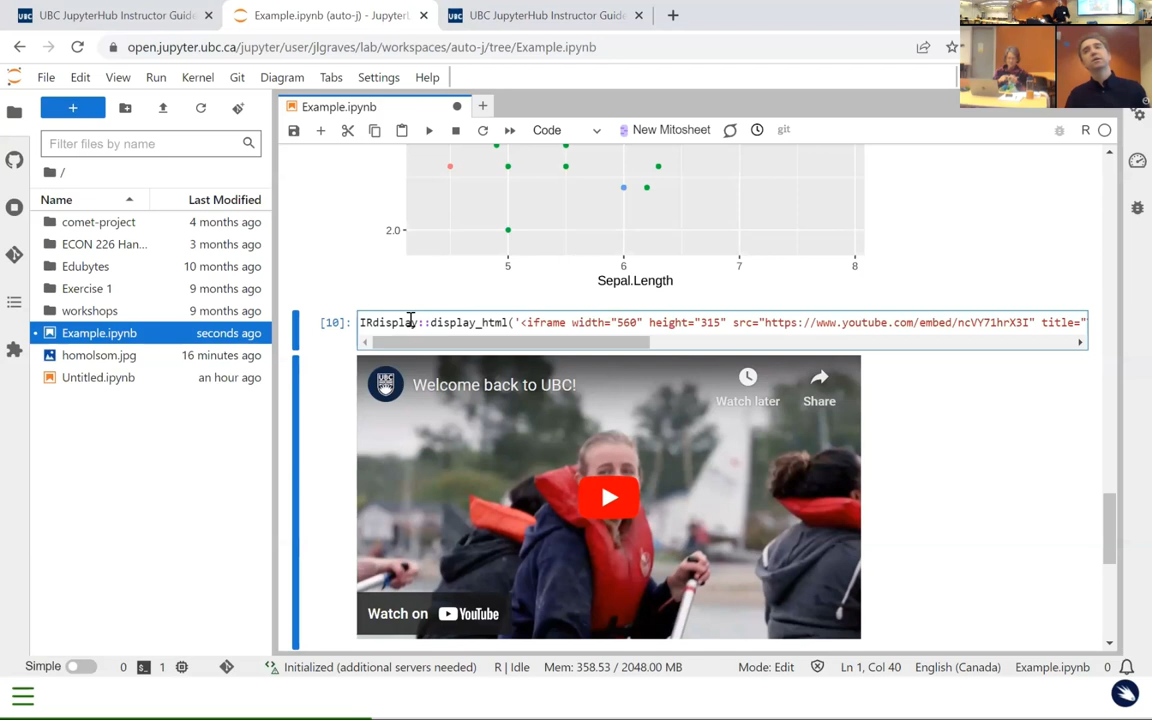 UBC JupyterHub Instructor Guide
Example.ipynb (auto-j) - Jupyter
UBC JupyterHub Instructor Guide
open.jupyter.ubc.ca/jupyter/user/jlgraves/lab/workspaces/auto-j/tree/Example.ipynb
File Edit View Run Kernel Git Diagram Tabs Settings Help
Example.ipynb
Code New Mitosheet git R
Filter files by name
/
Name Last Modified
comet-project 4 months ago
ECON 226 Han... 3 months ago
Edubytes 10 months ago
Exercise 1 9 months ago
workshops 9 months ago
Example.ipynb seconds ago
homolsom.jpg 16 minutes ago
Untitled.ipynb an hour ago
2.0
5 6 7 8
Sepal.Length
[10]: IRdisplay::display_html('<iframe width="560" height="315" src="https://www.youtube.com/embed/ncVY71hrX3I" title="
UBC
Welcome back to UBC!
Watch later Share
Watch on YouTube
Simple 0 1 Initialized (additional servers needed) R | Idle Mem: 358.53 / 2048.00 MB Mode: Edit Ln 1, Col 40 English (Canada) Example.ipynb 0